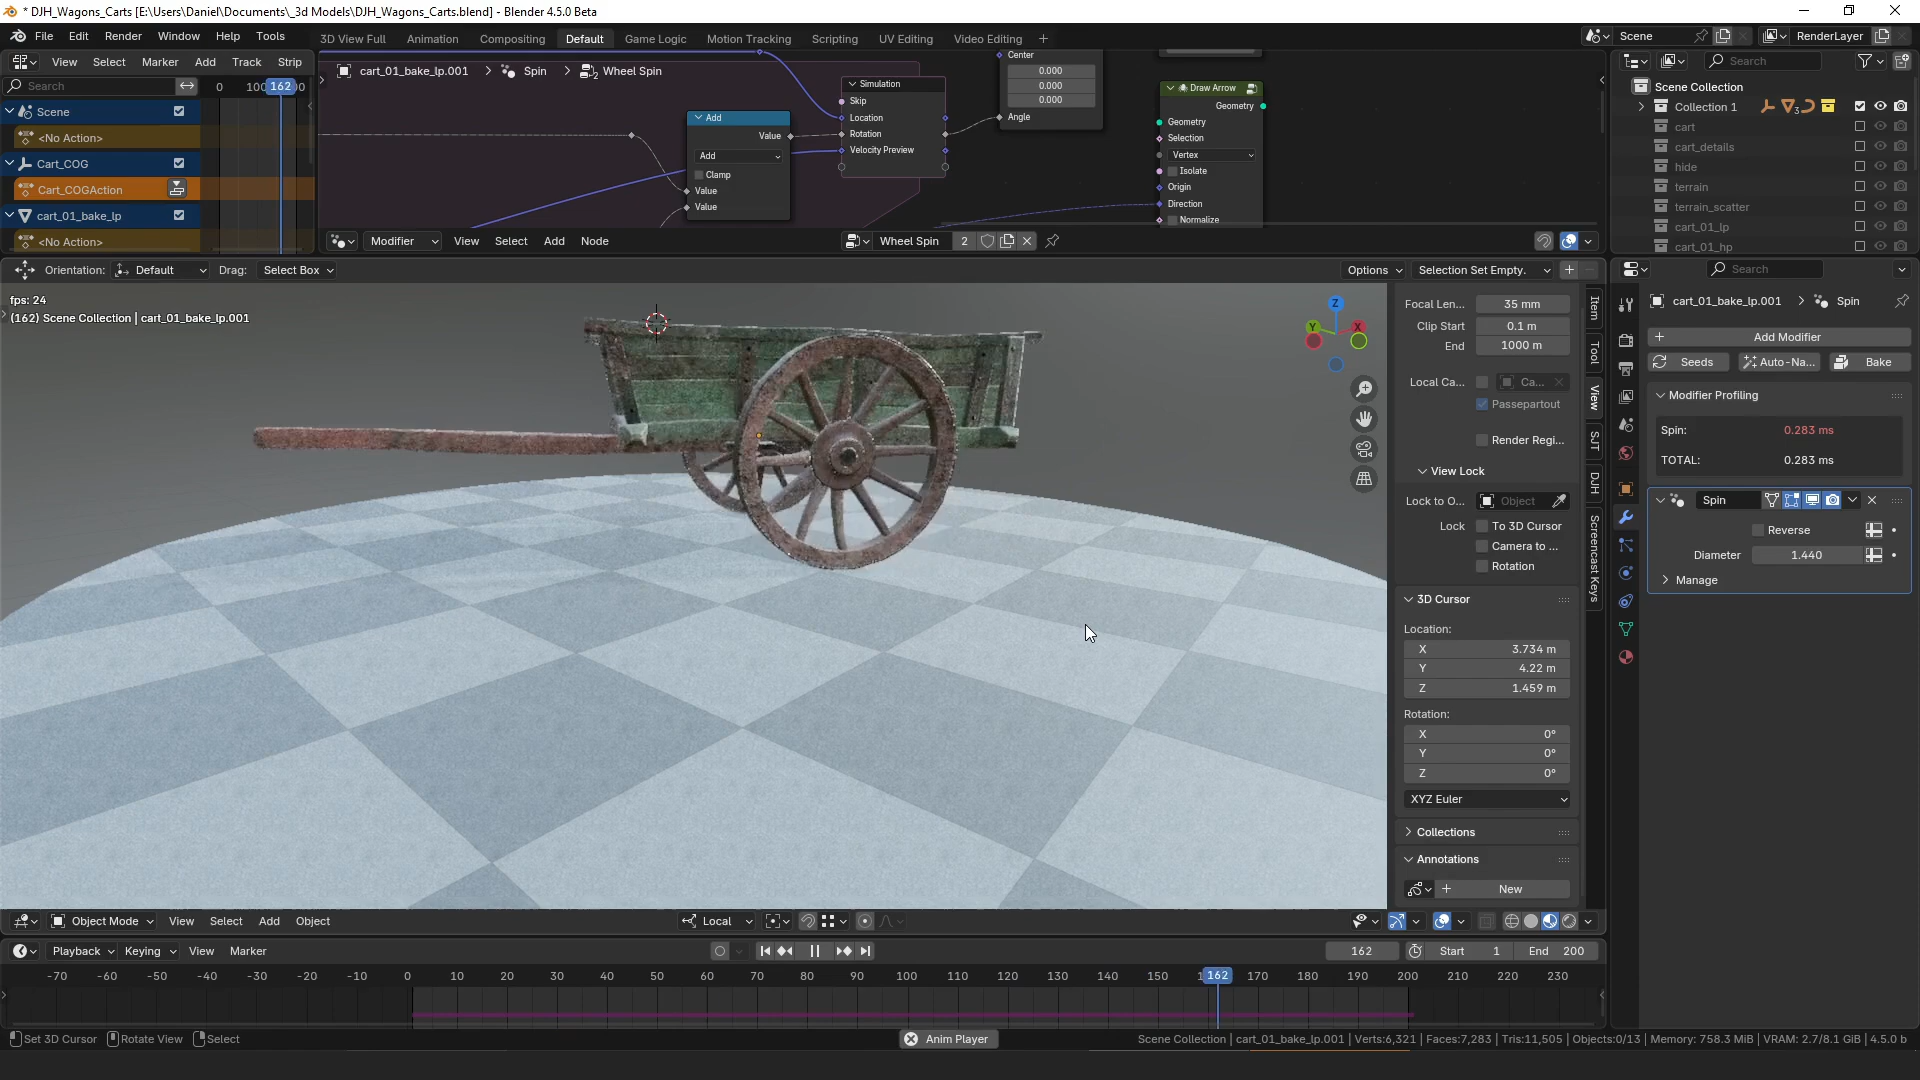 * DJH_Wagons_Carts [E:\Users\Daniel\Documents\_3d Models\DJH_Wagons_Carts.blend] - Blender 4.5.0 Beta
File Edit Render Window Help Tools
3D View Full Animation Compositing Default Game Logic Motion Tracking Scripting UV Editing Video Editing +
Scene
RenderLayer
View Select Marker Add Track Strip
Search
0 100 162
Scene
<No Action>
Cart_COG
Cart_COGAction
cart_01_bake_lp
<No Action>
cart_01_bake_lp.001 > Spin > Wheel Spin
Add
Value
Add
Clamp
Value
Value
Simulation
Skip
Location
Rotation
Velocity Preview
Center
0.000
0.000
0.000
Angle
Draw Arrow
Geometry
Geometry
Selection
Vertex
Isolate
Origin
Direction
Normalize
Modifier View Select Add Node
Wheel Spin 2
Search
Scene Collection
Collection 1
3
cart
cart_details
hide
terrain
terrain_scatter
cart_01_lp
cart_01_hp
Orientation: Default Drag: Select Box
Options Selection Set Empty.
fps: 24
(162) Scene Collection | cart_01_bake_lp.001
Z
Y
X
Focal Len... 35 mm
Clip Start 0.1 m
End 1000 m
Local Ca... Ca...
Passepartout
Render Regi...
View Lock
Lock to O... Object
Lock To 3D Cursor
Camera to ...
Rotation
3D Cursor
Location:
X 3.734 m
Y 4.22 m
Z 1.459 m
Rotation:
X 0°
Y 0°
Z 0°
XYZ Euler
Collections
Annotations
+ New
Item
Tool
View
SJT
DJH
Screencast Keys
Search
cart_01_bake_lp.001 > Spin
+ Add Modifier
Seeds Auto-Na... Bake
Modifier Profiling
Spin: 0.283 ms
TOTAL: 0.283 ms
Spin
Reverse
Diameter 1.440
Manage
Object Mode View Select Add Object
Local
Playback Keying View Marker
162 Start 1 End 200
-70 -60 -50 -40 -30 -20 -10 0 10 20 30 40 50 60 70 80 90 100 110 120 130 140 150 162 170 180 190 200 210 220 230
Set 3D Cursor Rotate View Select
Anim Player
Scene Collection | cart_01_bake_lp.001 | Verts:6,321 | Faces:7,283 | Tris:11,505 | Objects:0/13 | Memory: 758.3 MiB | VRAM: 2.7/8.1 GiB | 4.5.0 b